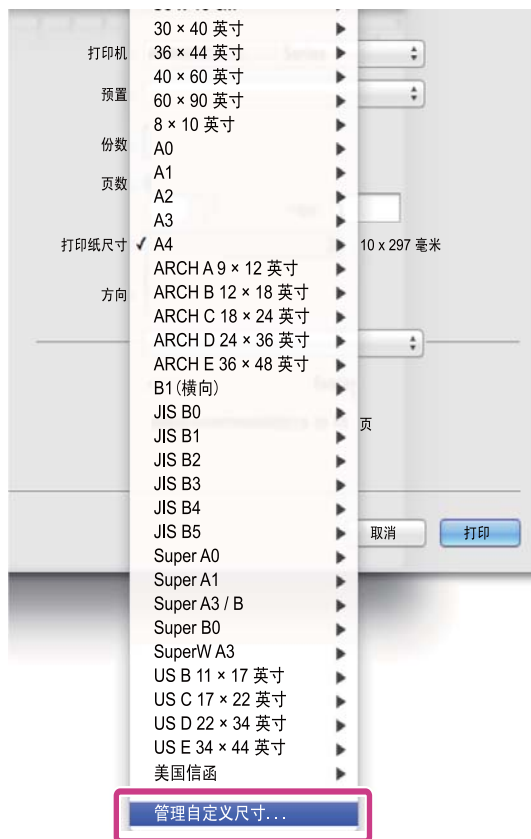 30 × 40 英寸
打印机 36 × 44 英寸
40 × 60 英寸
预置 60 × 90 英寸
8 × 10 英寸
份数 A0
A1
页数 A2
A3
打印纸尺寸 ✓ A4 10 x 297 毫米
ARCH A 9 × 12 英寸
方向 ARCH B 12 × 18 英寸
ARCH C 18 × 24 英寸
ARCH D 24 × 36 英寸
ARCH E 36 × 48 英寸
B1 (横向)
JIS B0 页
JIS B1
JIS B2
JIS B3
JIS B4
JIS B5 取消 打印
Super A0
Super A1
Super A3 / B
Super B0
SuperW A3
US B 11 × 17 英寸
US C 17 × 22 英寸
US D 22 × 34 英寸
US E 34 × 44 英寸
美国信函
管理自定义尺寸...